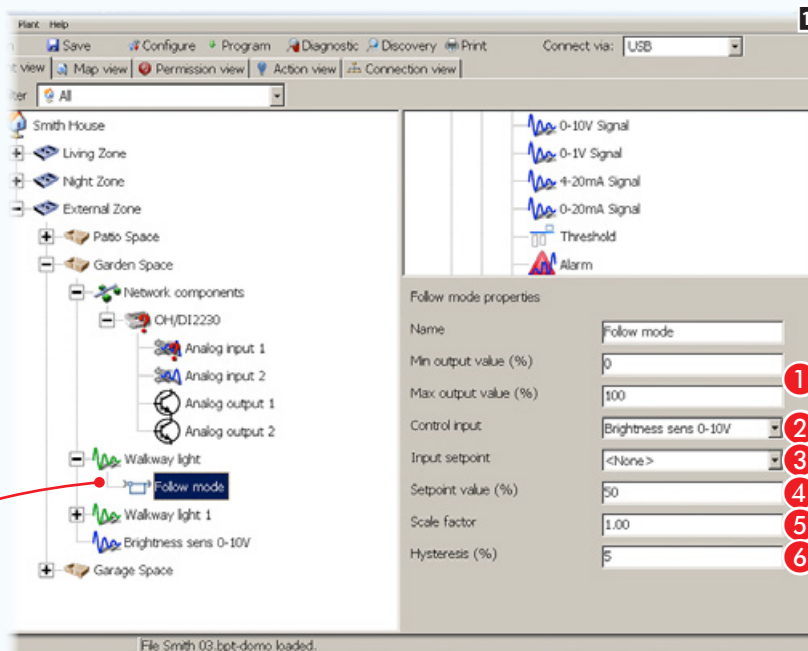 1
Plant Help
Save Configure Program Diagnostic Discovery Print Connect via: USB
view Map view Permission view Action view Connection view
All
Smith House
Living Zone
Night Zone
External Zone
Patio Space
Garden Space
Network components
OH/DI2230
Analog input 1
Analog input 2
Analog output 1
Analog output 2
Walkway light
Follow mode
Walkway light 1
Brightness sens 0-10V
Garage Space
0-10V Signal
0-1V Signal
4-20mA Signal
0-20mA Signal
Threshold
Alarm
Follow mode properties
Name Follow mode
Min output value (%) 0
1
Max output value (%) 100
Control input Brightness sens 0-10V 2
Input setpoint <None> 3
Setpoint value (%) 50 4
Scale factor 1.00 5
Hysteresis (%) 5 6
File Smith 03.bpt-domo loaded.